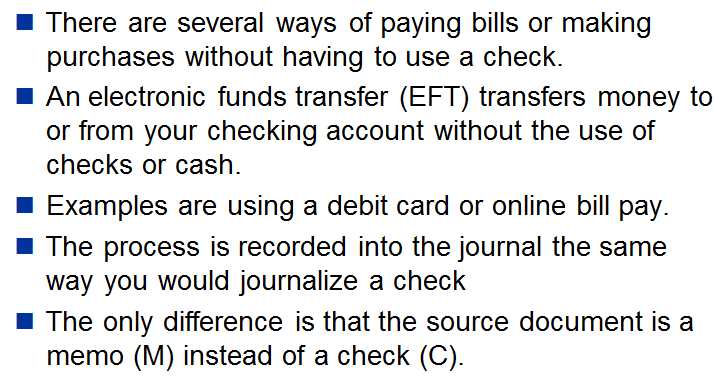 There are several ways of paying bills or making
purchases without having to use a check.
An electronic funds transfer (EFT) transfers money to
or from your checking account without the use of
checks or cash.
Examples are using a debit card or online bill pay.
The process is recorded into the journal the same
way you would journalize a check
The only difference is that the source document is a
memo (M) instead of a check (C).